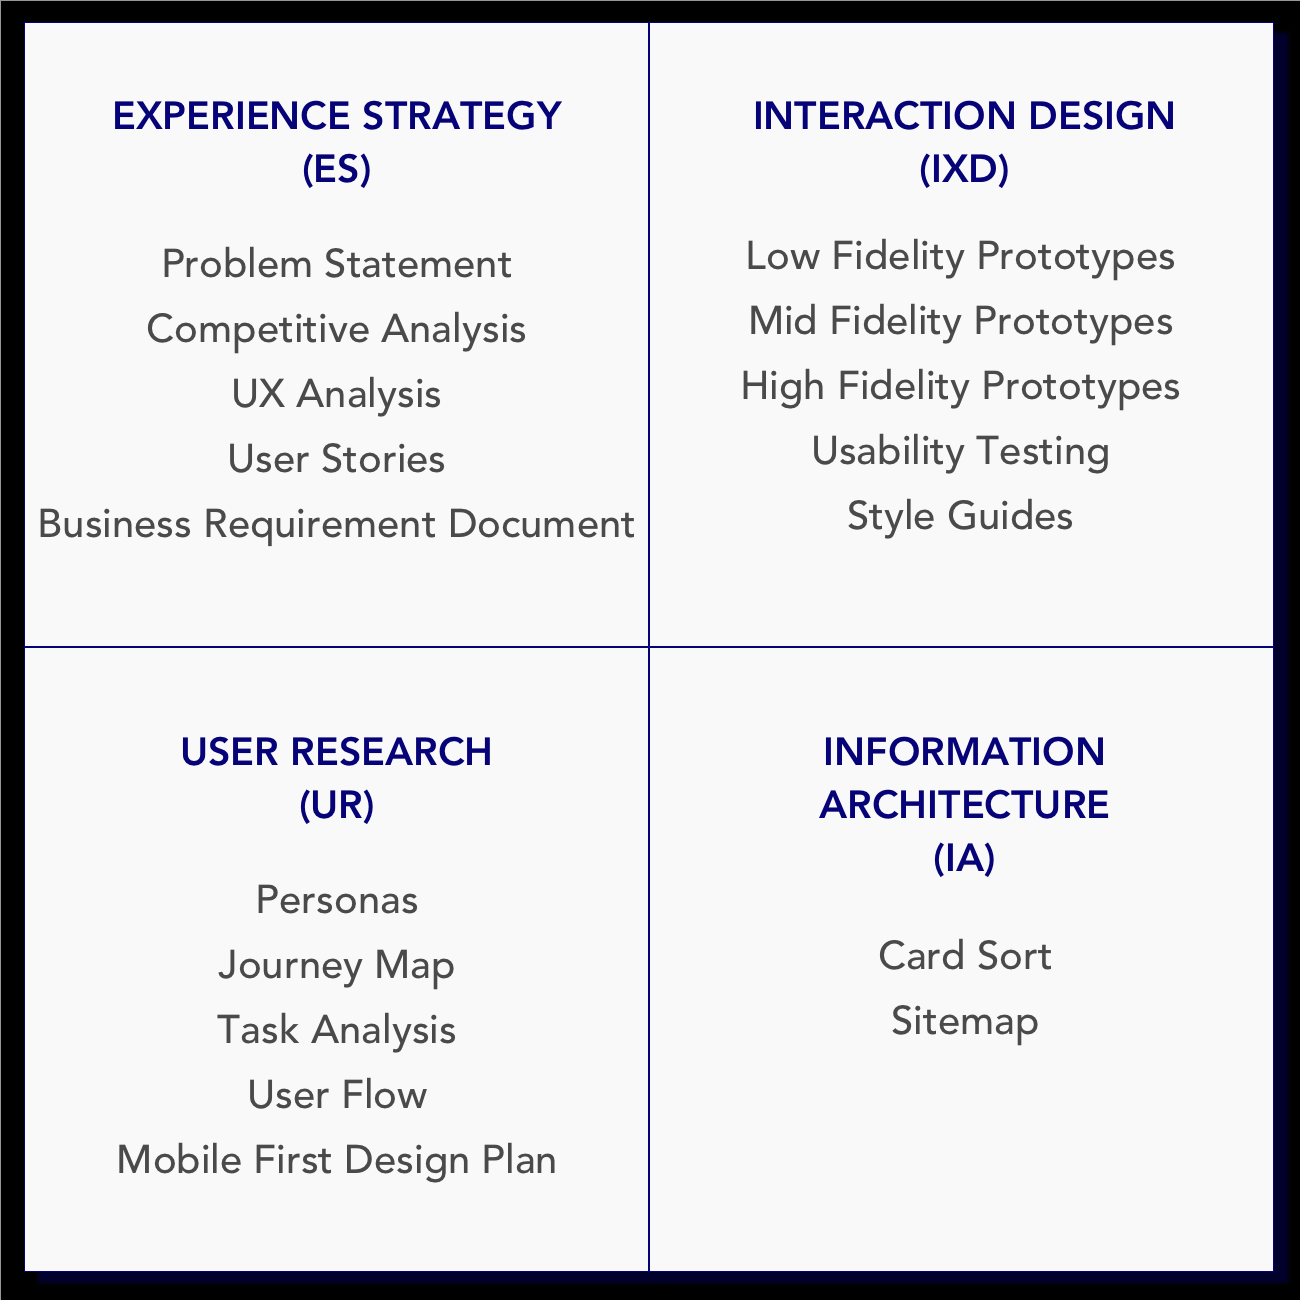 EXPERIENCE STRATEGY
(ES)
Problem Statement
Competitive Analysis
UX Analysis
User Stories
Business Requirement Document
INTERACTION DESIGN
(IXD)
Low Fidelity Prototypes
Mid Fidelity Prototypes
High Fidelity Prototypes
Usability Testing
Style Guides
USER RESEARCH
(UR)
Personas
Journey Map
Task Analysis
User Flow
Mobile First Design Plan
INFORMATION
ARCHITECTURE
(IA)
Card Sort
Sitemap